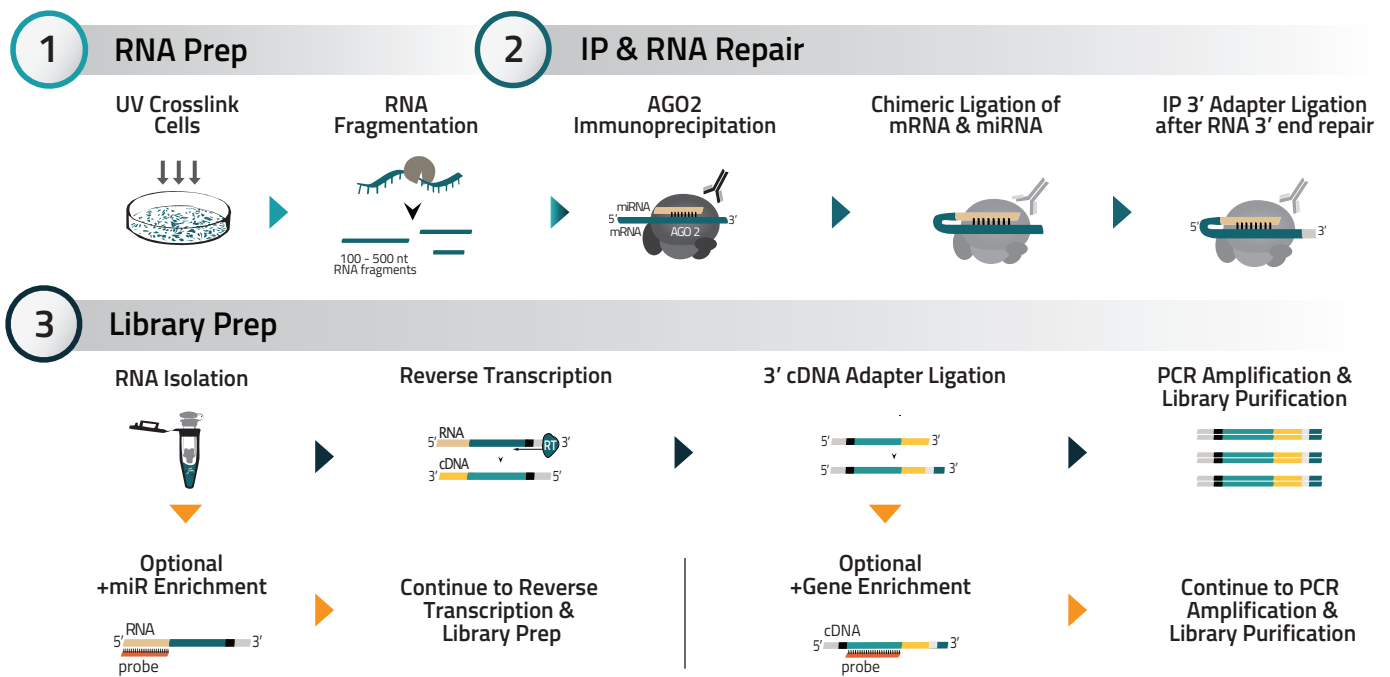 1
RNA Prep
2
IP & RNA Repair
UV Crosslink
Cells
RNA
Fragmentation
100 - 500 nt
RNA fragments
AGO2
Immunoprecipitation
miRNA
5′
3′
mRNA
AGO 2
Chimeric Ligation of
mRNA & miRNA
IP 3′ Adapter Ligation
after RNA 3′ end repair
5′
3′
3
Library Prep
RNA Isolation
Reverse Transcription
RNA
5′
RT
3′
cDNA
3′
5′
3′ cDNA Adapter Ligation
5′
3′
5′
3′
PCR Amplification &
Library Purification
Optional
+miR Enrichment
RNA
5′
3′
probe
Continue to Reverse
Transcription &
Library Prep
Optional
+Gene Enrichment
cDNA
5′
3′
probe
Continue to PCR
Amplification &
Library Purification